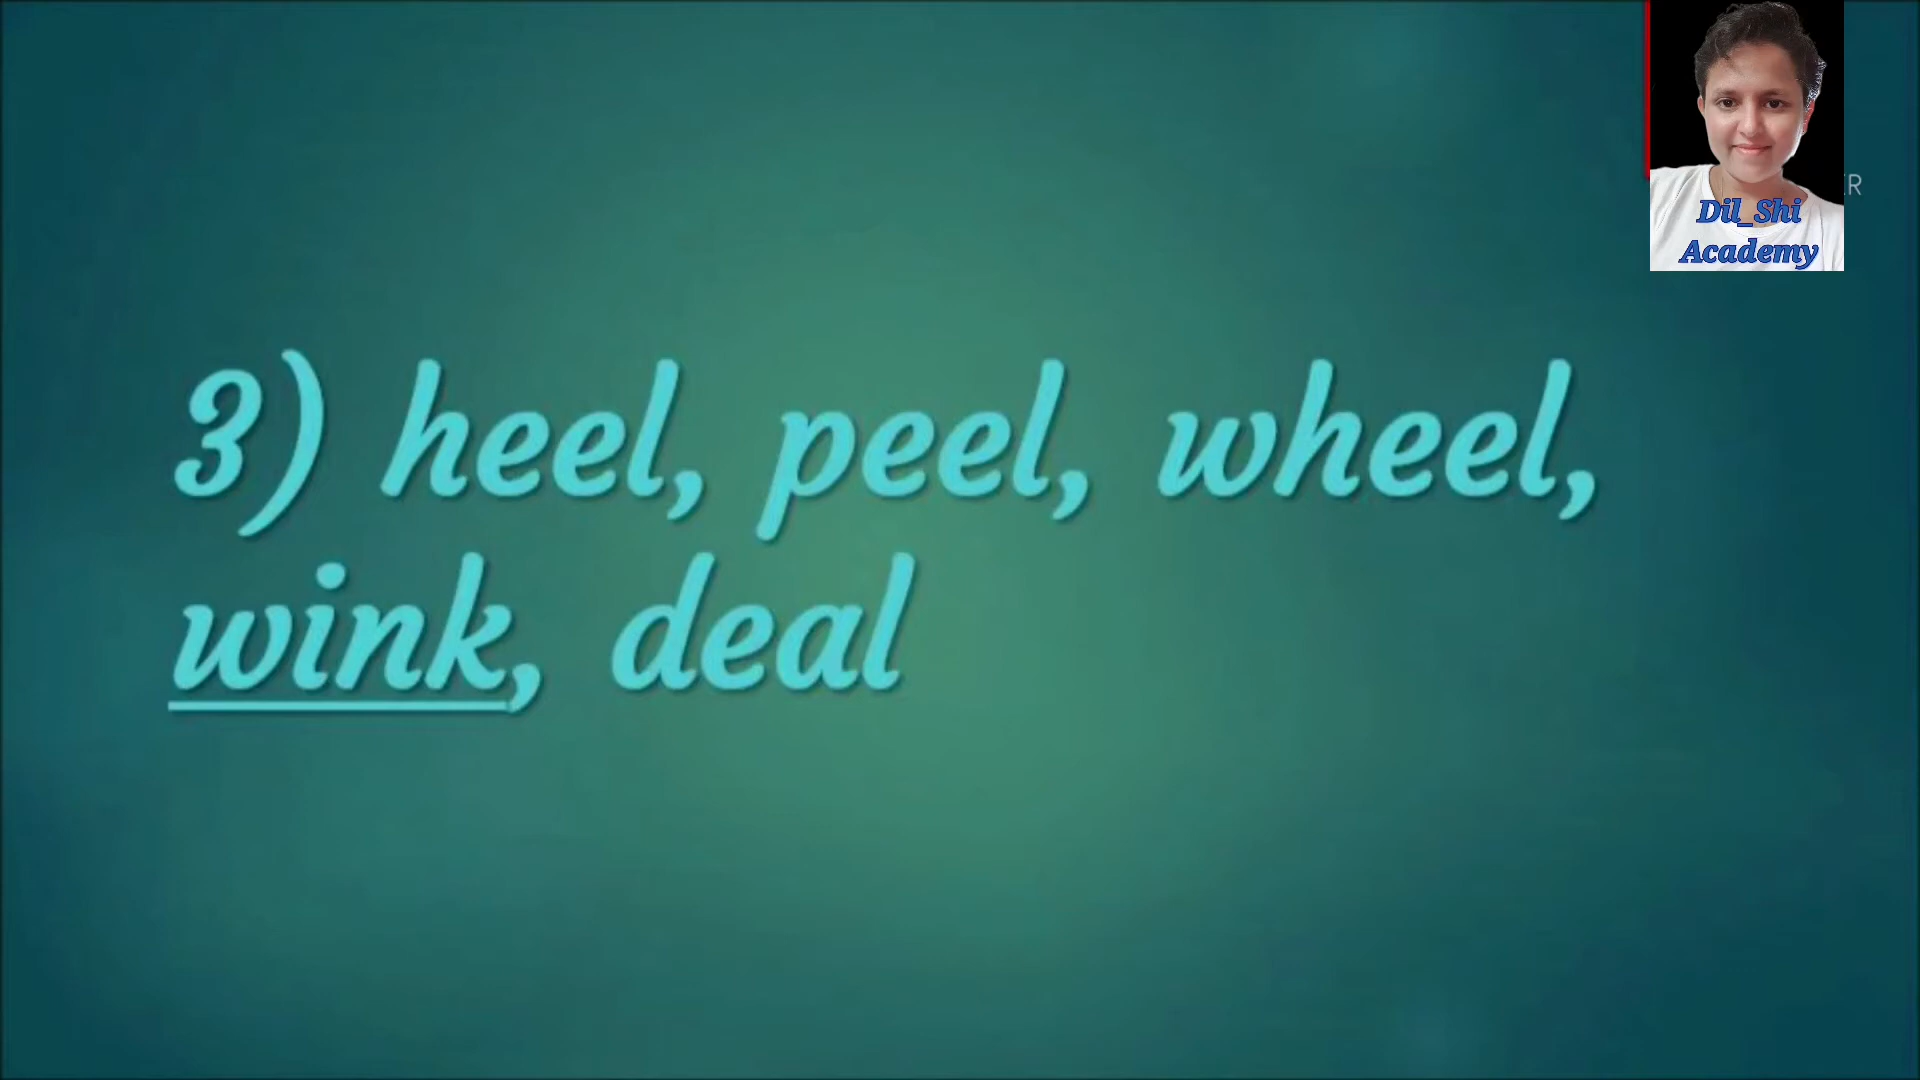 Dil_Shi
Academy
3) heel, peel, wheel,
wink, deal